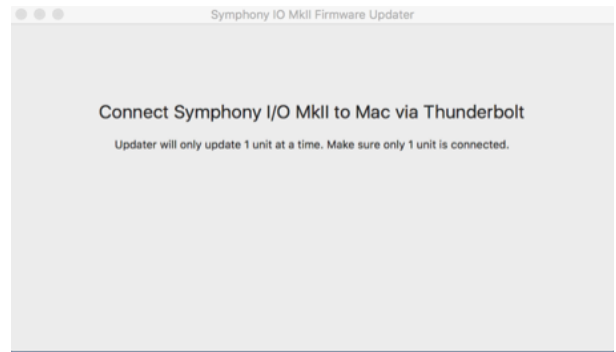 Symphony IO MkII Firmware Updater
Connect Symphony I/O MkII to Mac via Thunderbolt
Updater will only update 1 unit at a time. Make sure only 1 unit is connected.